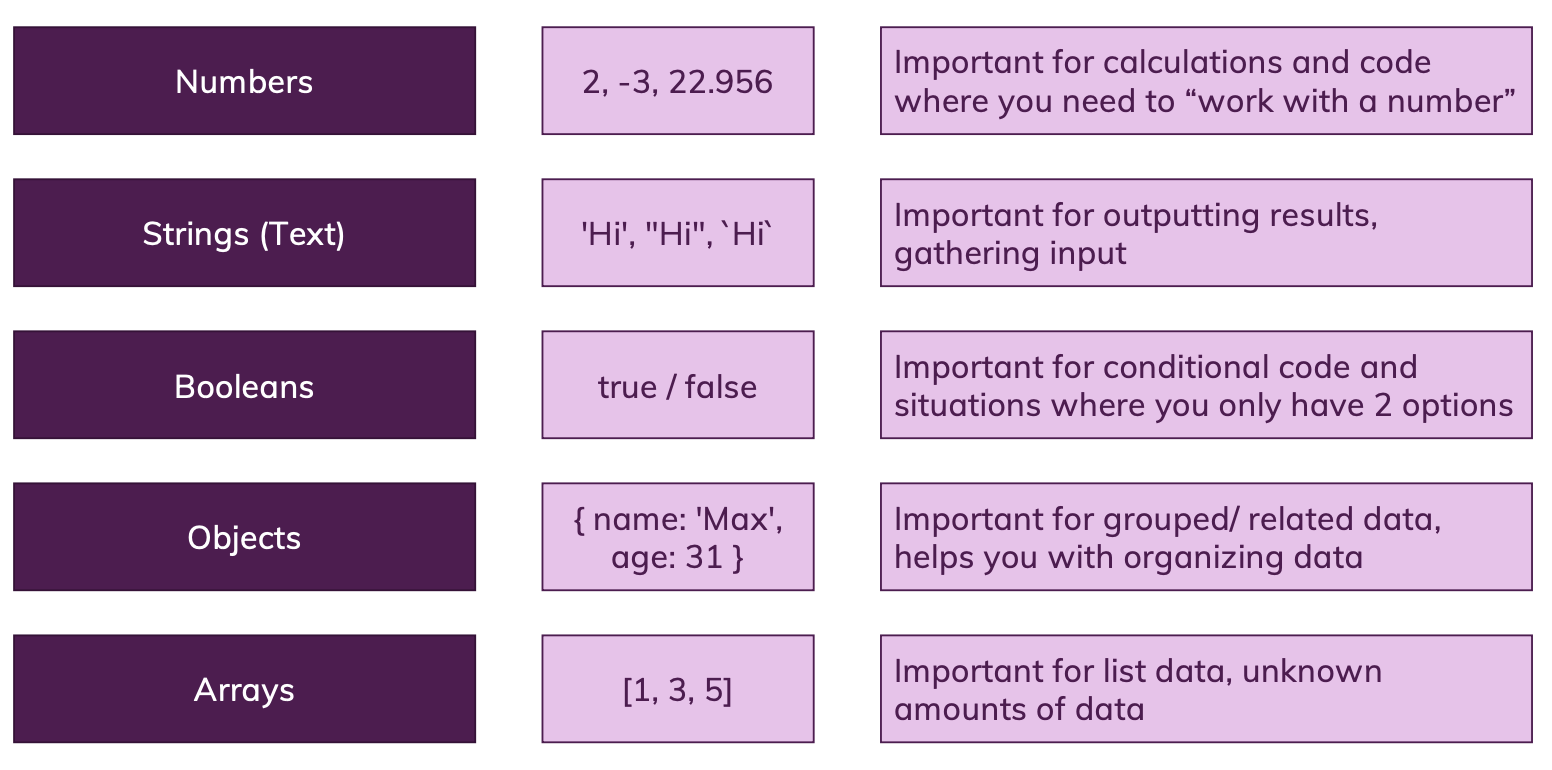 Numbers
2, -3, 22.956
Important for calculations and code
where you need to “work with a number”
Strings (Text)
'Hi', "Hi", `Hi`
Important for outputting results,
gathering input
Booleans
true / false
Important for conditional code and
situations where you only have 2 options
Objects
{ name: 'Max',
age: 31 }
Important for grouped/ related data,
helps you with organizing data
Arrays
[1, 3, 5]
Important for list data, unknown
amounts of data